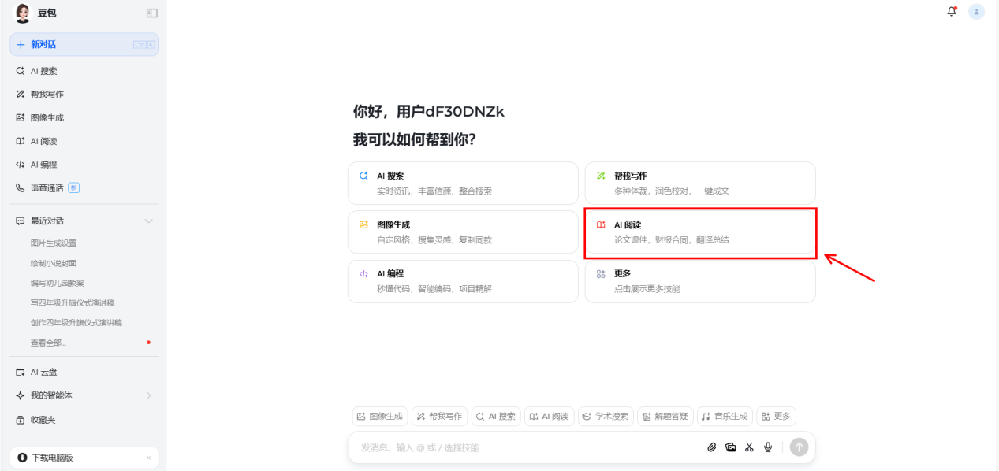 豆包
新对话
Ctrl K
AI 搜索
帮我写作
图像生成
AI 阅读
AI 编程
语音通话 新
最近对话
图片生成设置
绘制小说封面
编写幼儿园教案
写四年级升旗仪式演讲稿
创作四年级升旗仪式演讲稿
查看全部...
AI 云盘
我的智能体
收藏夹
下载电脑版
你好，用户dF30DNZk
我可以如何帮到你？
AI 搜索
实时资讯，丰富信源，整合搜索
帮我写作
多种体裁，润色校对，一键成文
图像生成
自定风格，搜集灵感，复制同款
AI 阅读
论文课件，财报合同，翻译总结
AI 编程
秒懂代码，智能编码，项目精解
更多
点击展示更多技能
图像生成
帮我写作
AI 搜索
AI 阅读
学术搜索
解题答疑
音乐生成
更多
发消息、输入 @ 或 / 选择技能